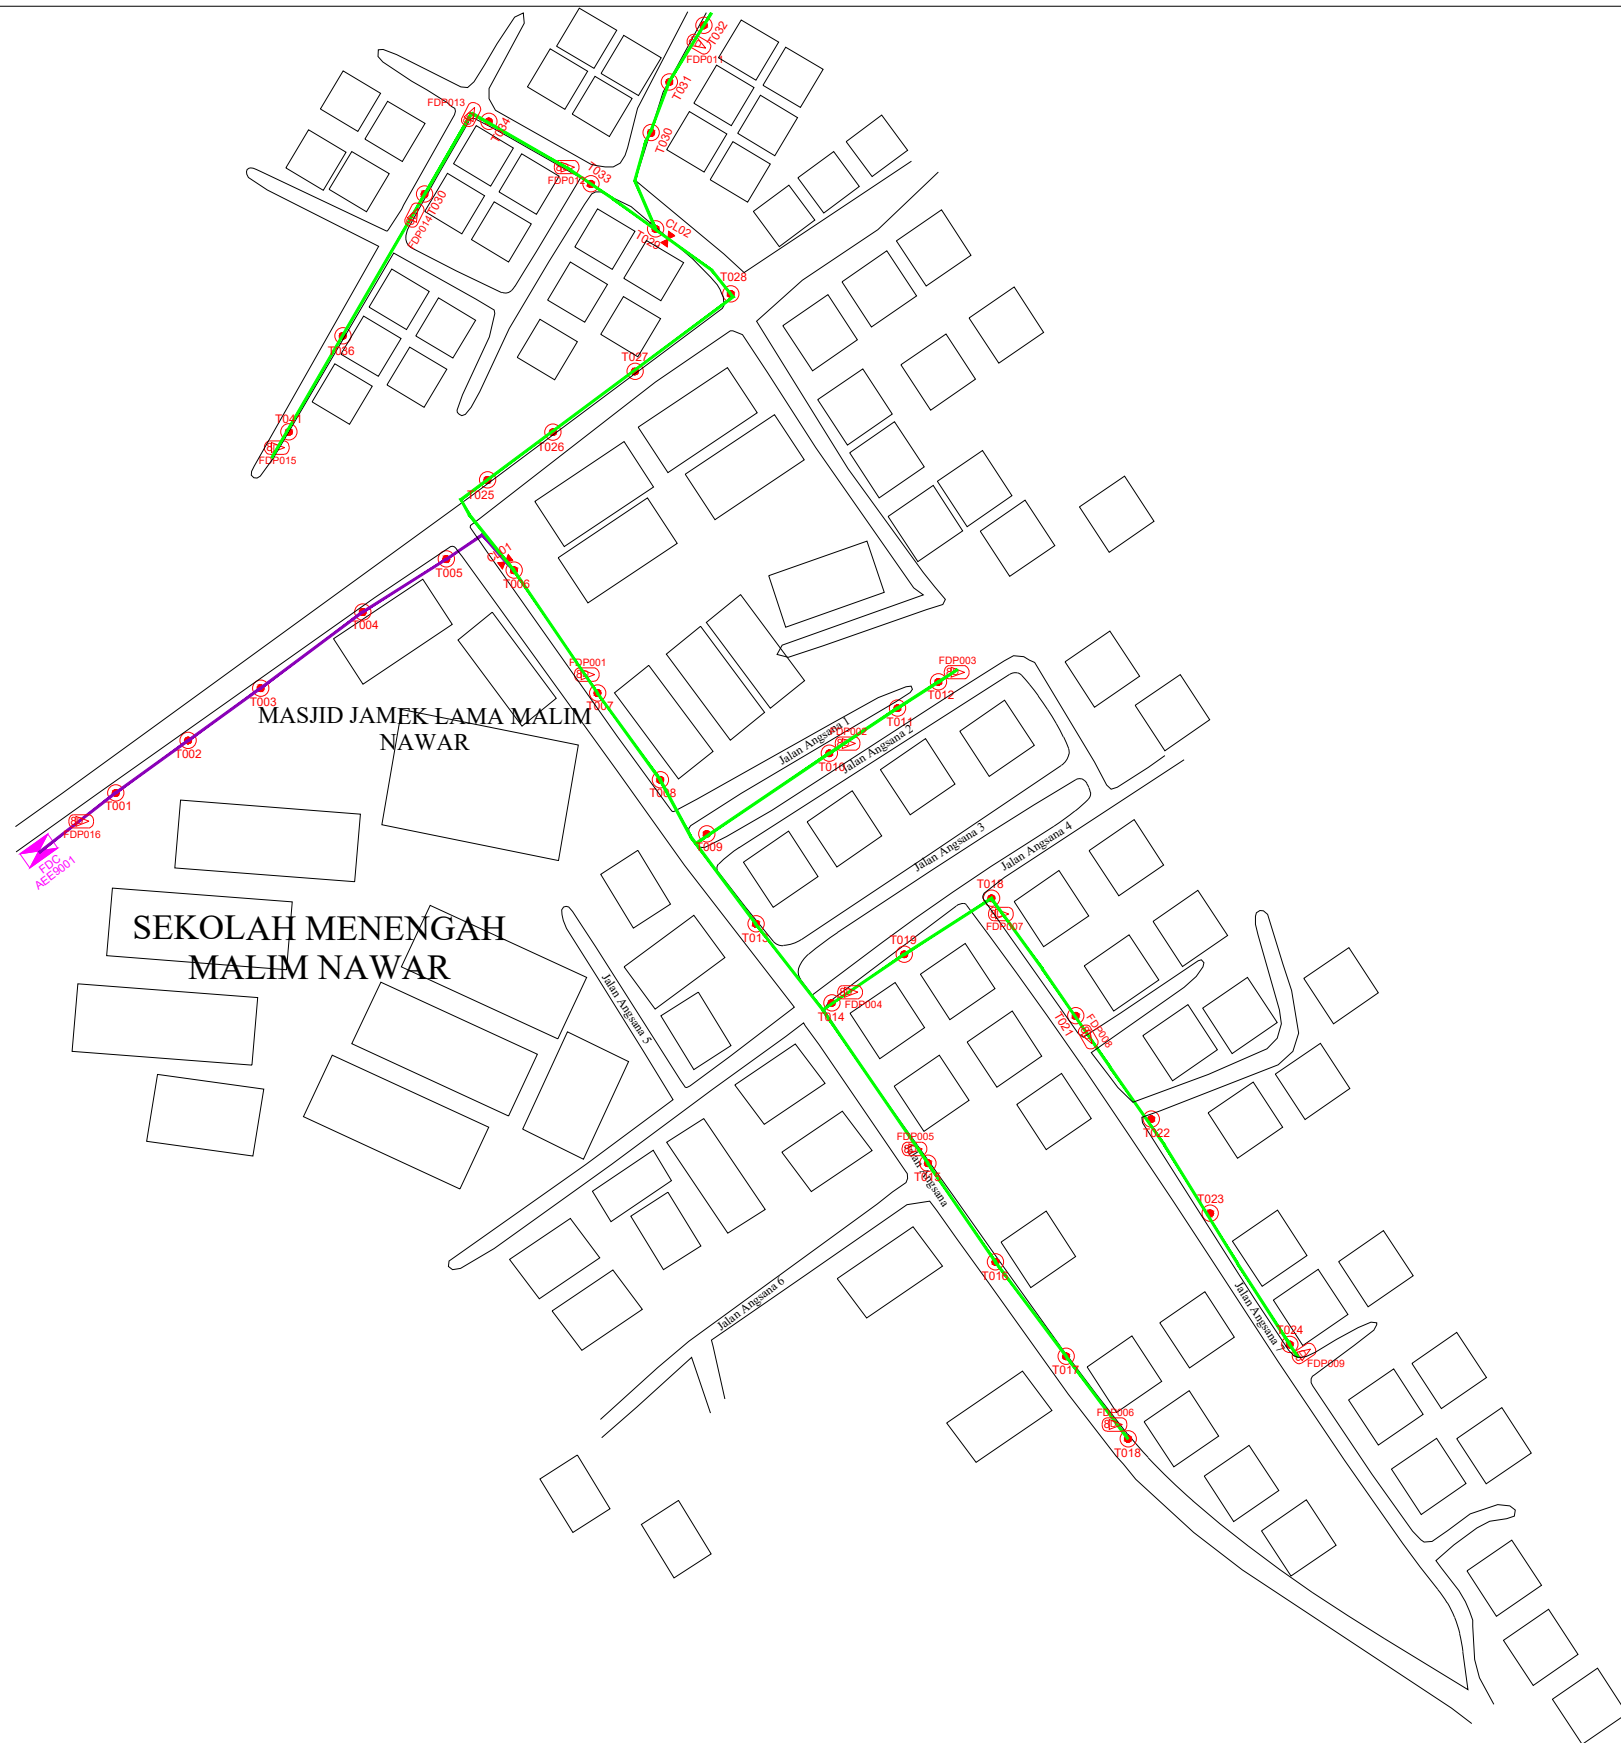 T032
FDP011
T031
FDP013
T034
T030
T033
FDP012
T030
FDP014
CL02
T029
T028
T036
T027
T041
FDP015
T026
T025
CL01
T005
T006
T004
FDP001
FDP003
T012
T003
T007
MASJID JAMEK LAMA MALIM
NAWAR
T011
Jalan Angsana 1
FDP002
Jalan Angsana 2
T002
T010
T008
T001
FDP016
FDC
AEE9001
T009
Jalan Angsana 3
Jalan Angsana 4
T018
FDP007
SEKOLAH MENENGAH
MALIM NAWAR
T013
T019
Jalan Angsana 5
FDP004
T014
T021
FDP008
T022
FDP005
T015
Jalan Angsana
T023
T016
Jalan Angsana 6
Jalan Angsana 7
T024
FDP009
T017
FDP006
T018